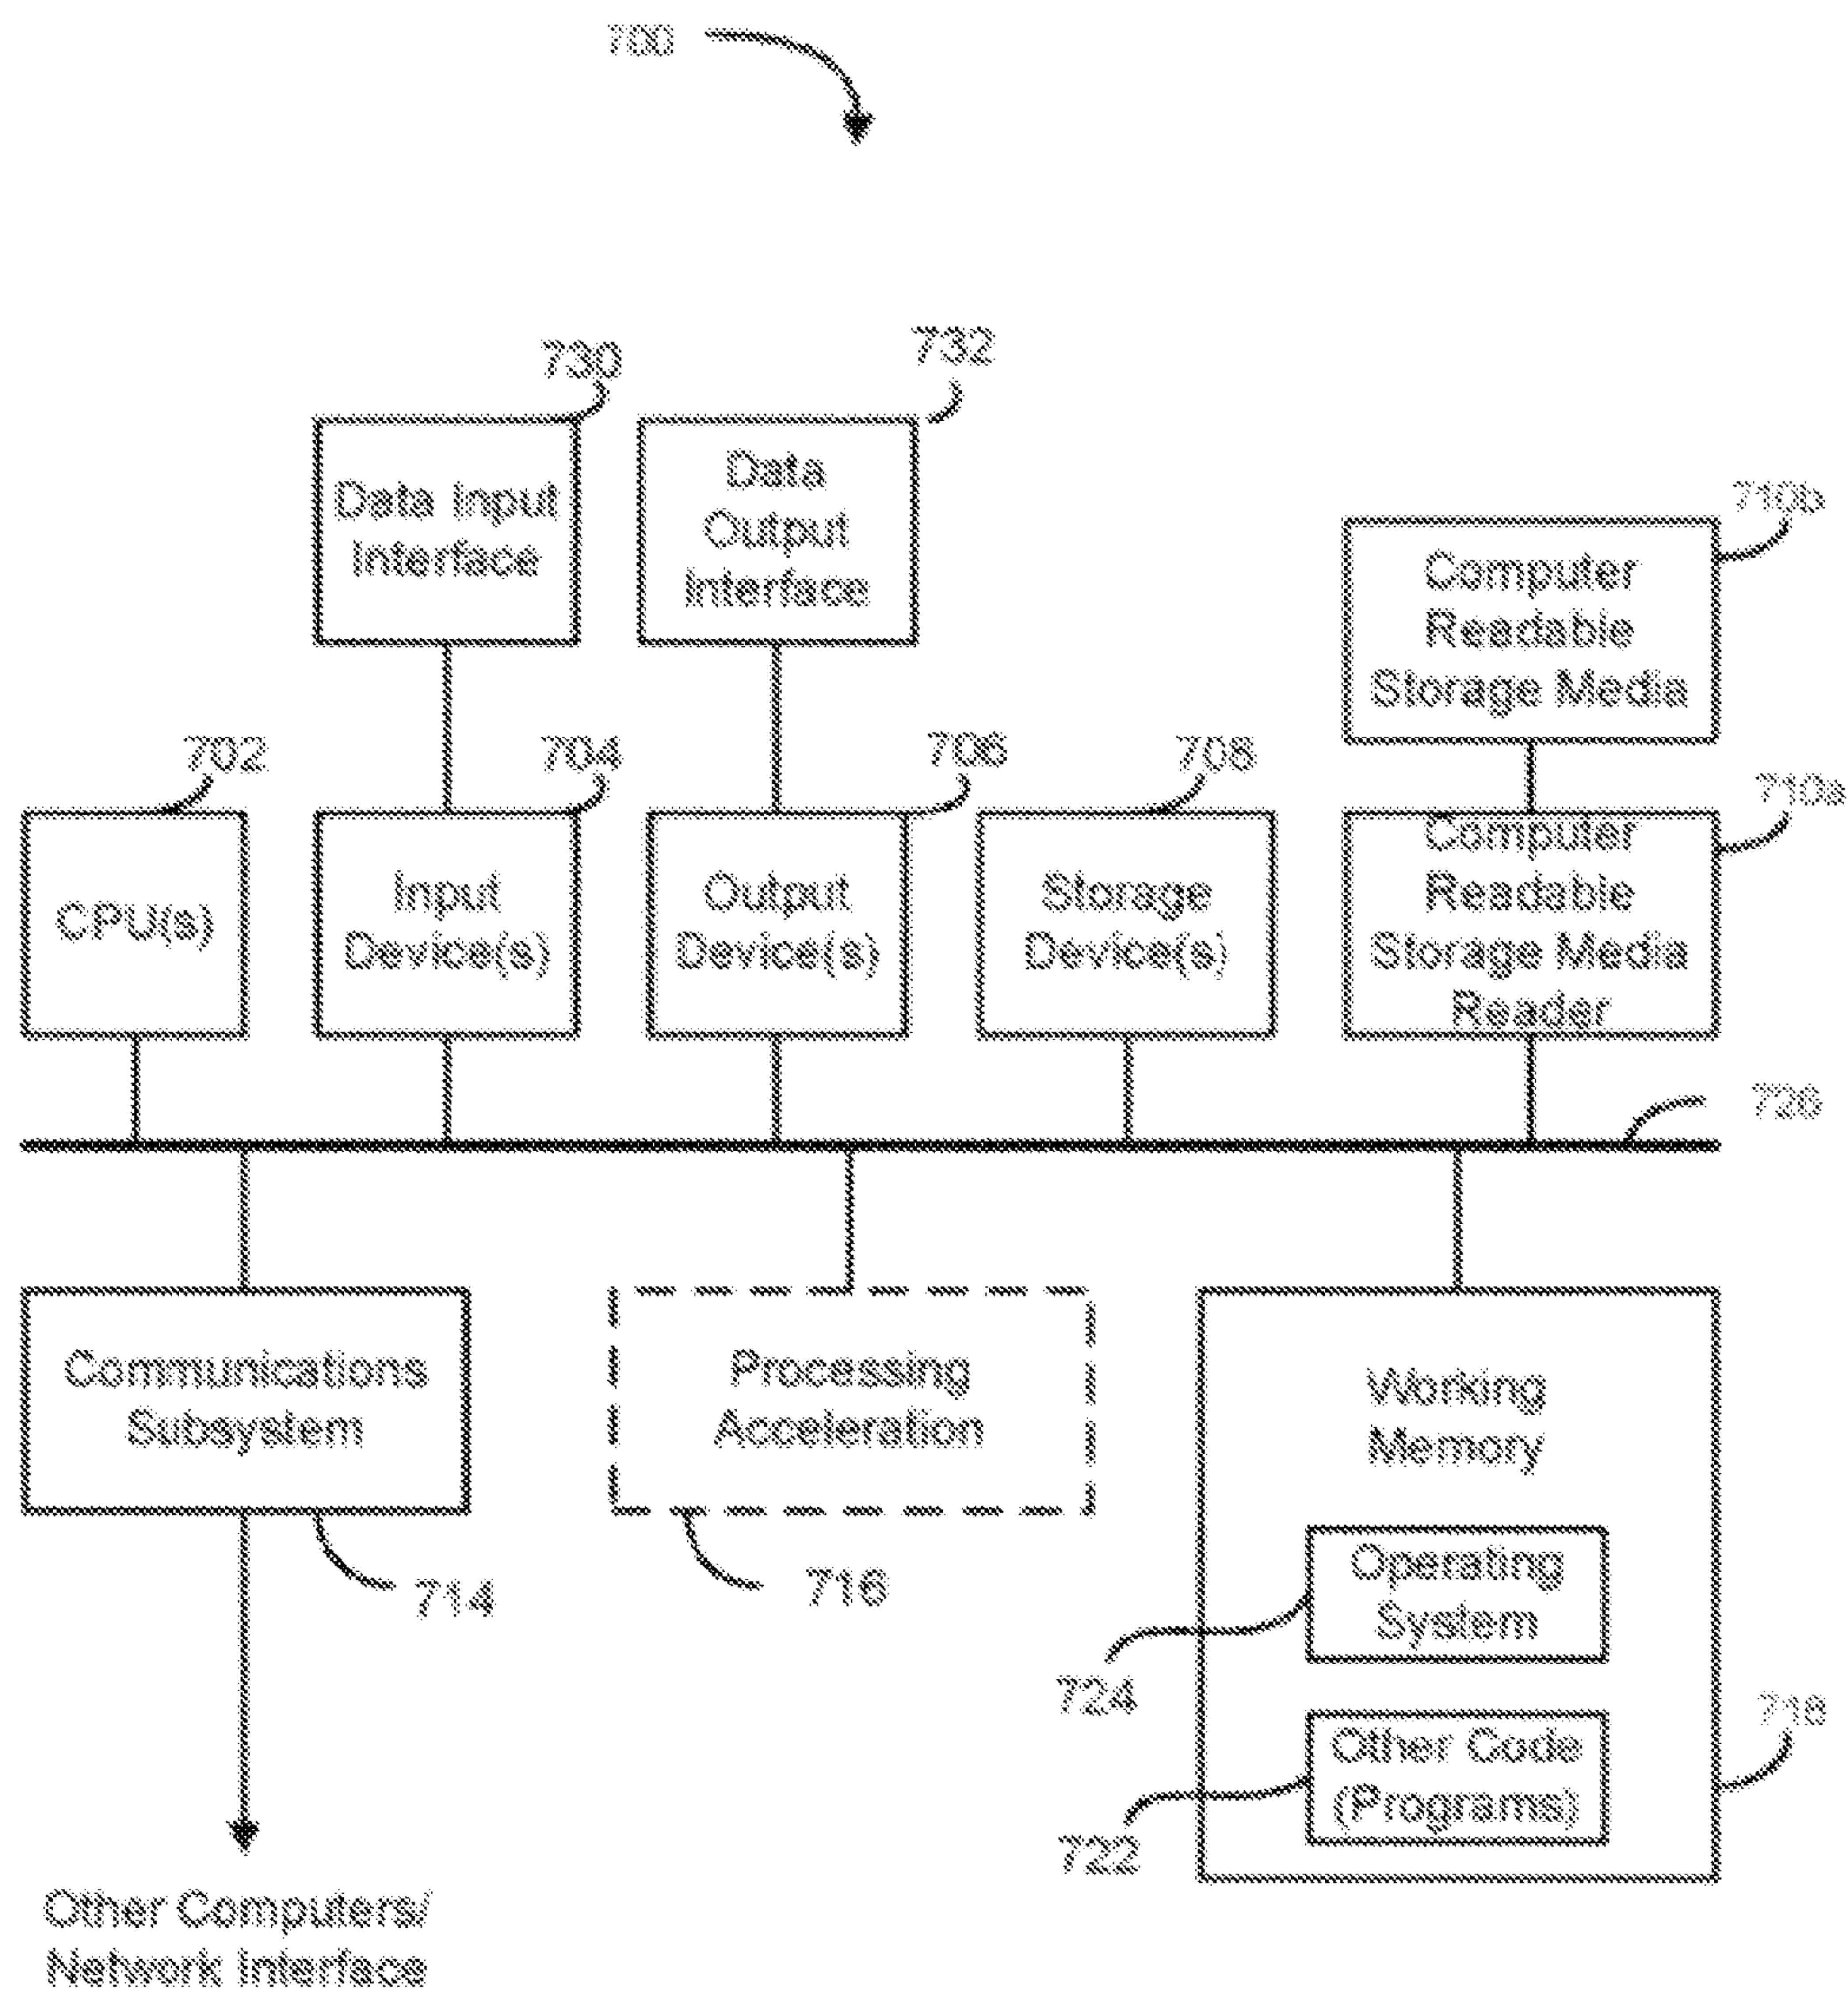 700
730
732
Data Input
Interface
Data
Output
Interface
710b
Computer
Readable
Storage Media
702
704
706
708
710a
CPU(s)
Input
Device(s)
Output
Device(s)
Storage
Device(s)
Computer
Readable
Storage Media
Reader
726
Communications
Subsystem
Processing
Acceleration
Working
Memory
714
716
Operating
System
724
718
Other Code
(Programs)
722
Other Computers/
Network Interface